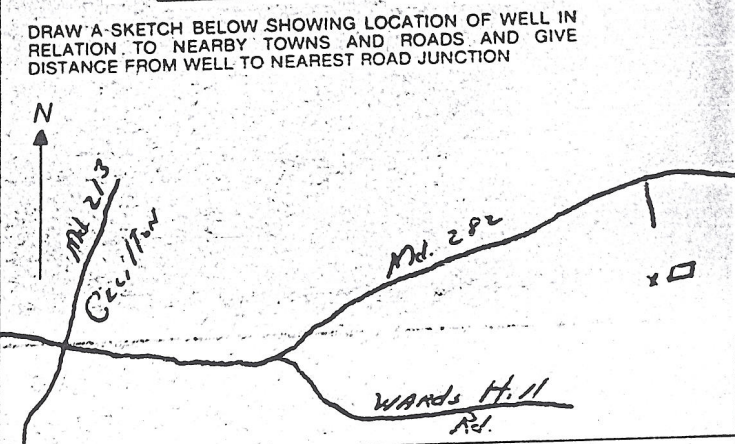 DRAW A SKETCH BELOW SHOWING LOCATION OF WELL IN
RELATION TO NEARBY TOWNS AND ROADS AND GIVE
DISTANCE FROM WELL TO NEAREST ROAD JUNCTION
N
Md. 213
Cecilton
Md. 282
x
Wards Hill
Rd.